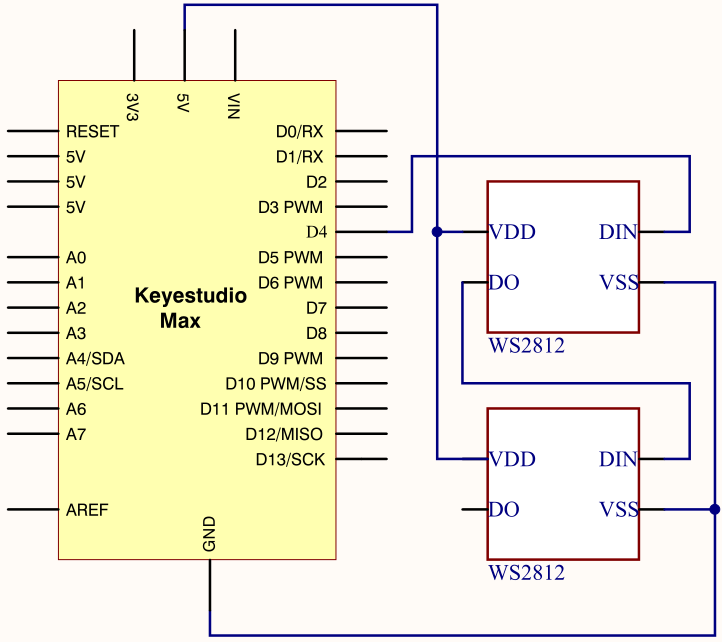 3V3
5V
VIN
RESET
5V
5V
5V
A0
A1
A2
A3
A4/SDA
A5/SCL
A6
A7
AREF
Keyestudio
Max
D0/RX
D1/RX
D2
D3 PWM
D4
D5 PWM
D6 PWM
D7
D8
D9 PWM
D10 PWM/SS
D11 PWM/MOSI
D12/MISO
D13/SCK
GND
VDD DIN
DO VSS
WS2812
VDD DIN
DO VSS
WS2812